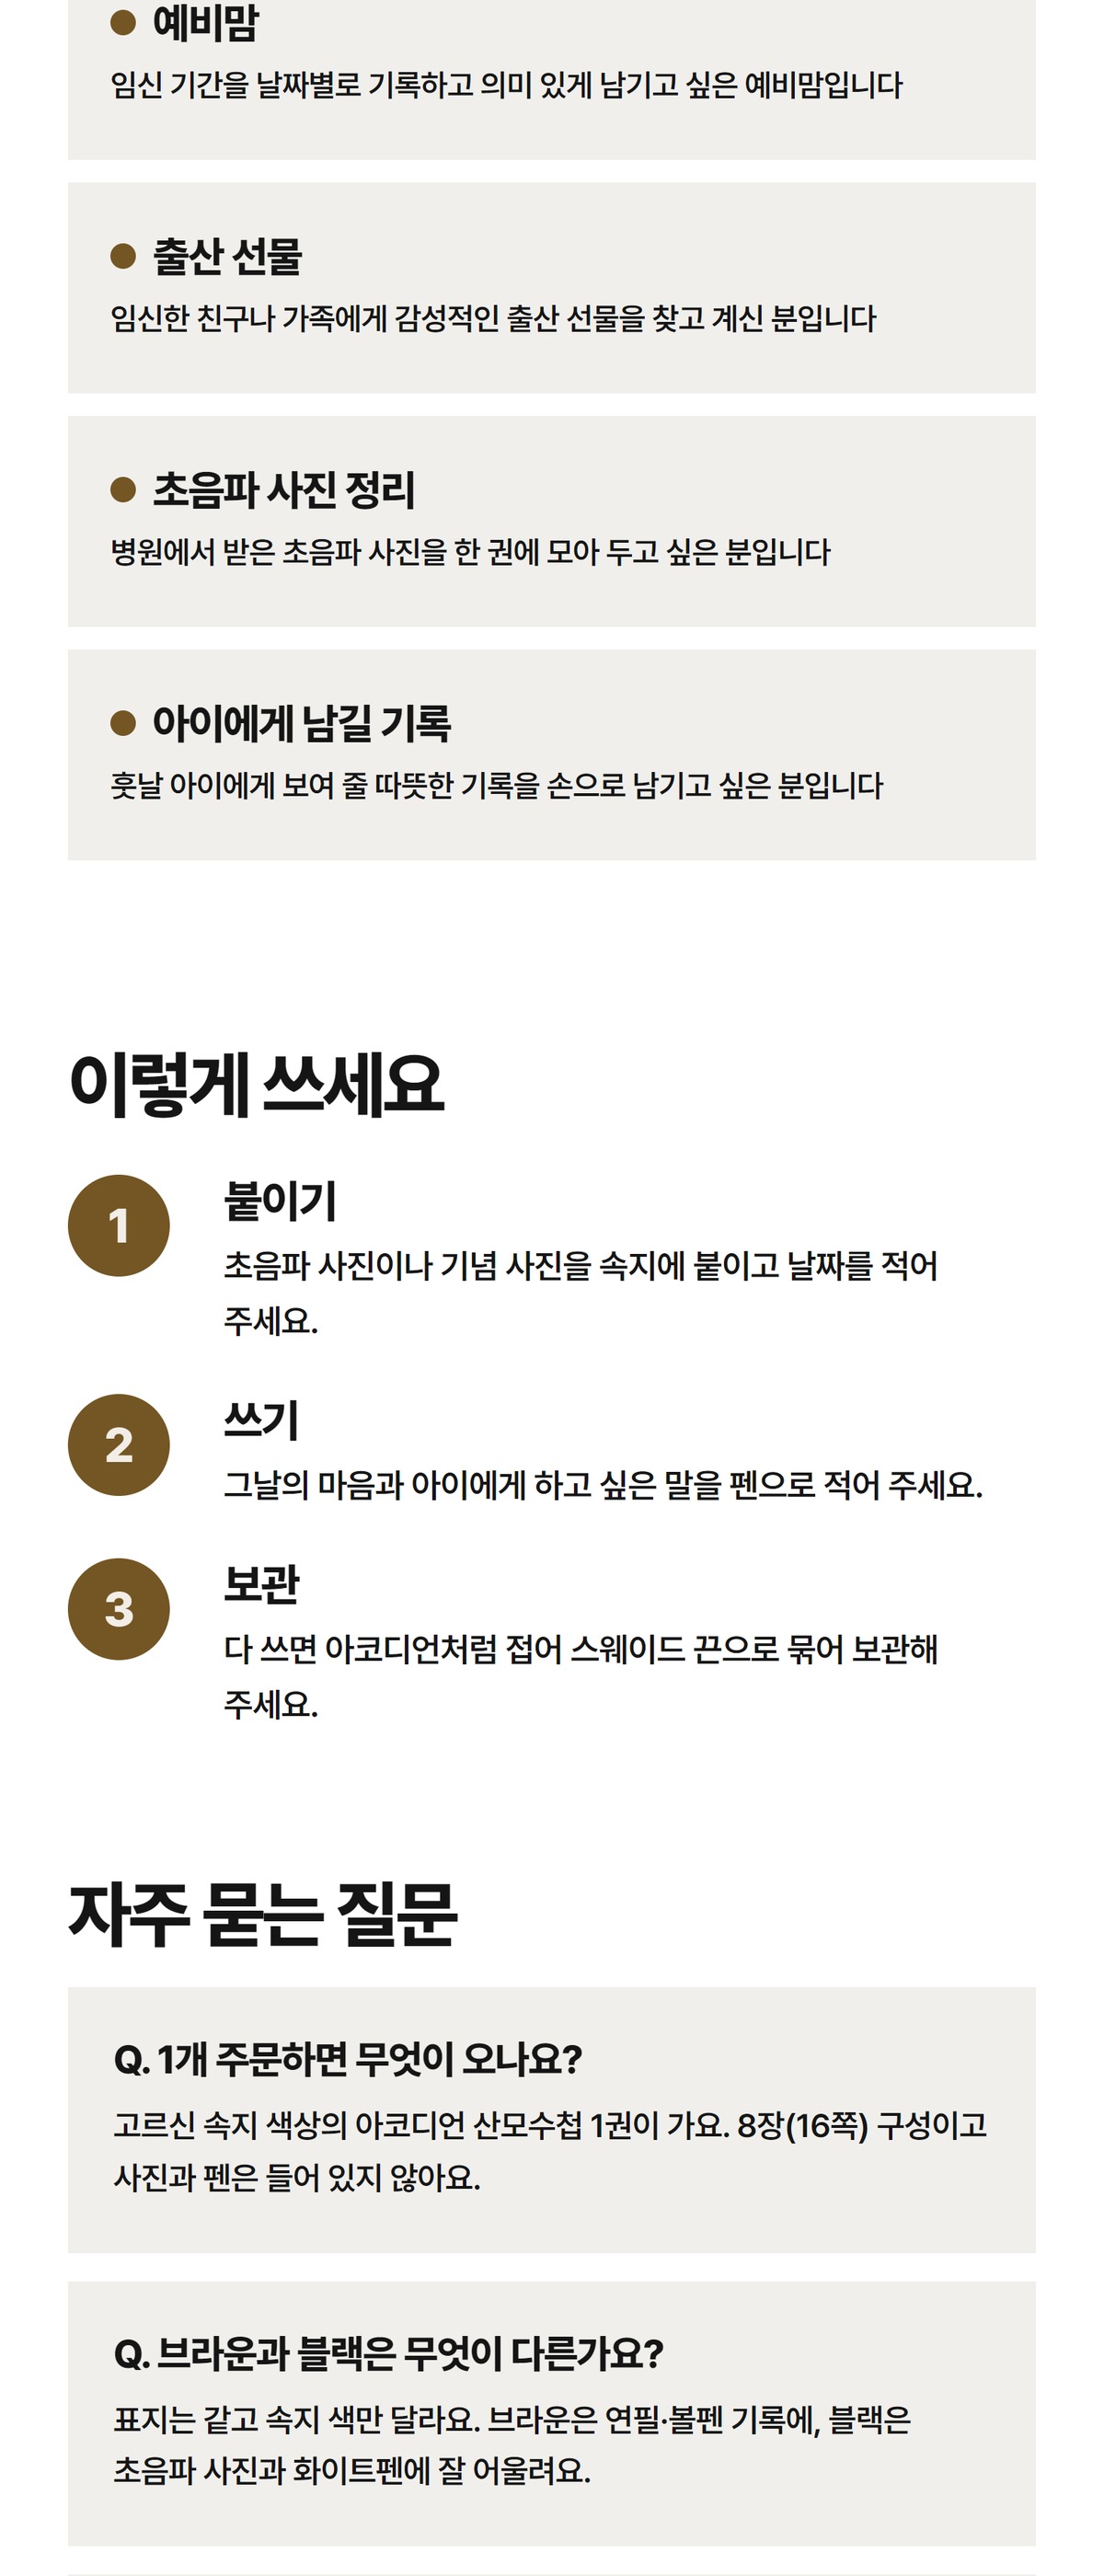 예비맘
임신 기간을 날짜별로 기록하고 의미 있게 남기고 싶은 예비맘입니다
출산 선물
임신한 친구나 가족에게 감성적인 출산 선물을 찾고 계신 분입니다
초음파 사진 정리
병원에서 받은 초음파 사진을 한 권에 모아 두고 싶은 분입니다
아이에게 남길 기록
훗날 아이에게 보여 줄 따뜻한 기록을 손으로 남기고 싶은 분입니다
이렇게 쓰세요
1
붙이기
초음파 사진이나 기념 사진을 속지에 붙이고 날짜를 적어
주세요.
2
쓰기
그날의 마음과 아이에게 하고 싶은 말을 펜으로 적어 주세요.
3
보관
다 쓰면 아코디언처럼 접어 스웨이드 끈으로 묶어 보관해
주세요.
자주 묻는 질문
Q. 1개 주문하면 무엇이 오나요?
고르신 속지 색상의 아코디언 산모수첩 1권이 가요. 8장(16쪽) 구성이고
사진과 펜은 들어 있지 않아요.
Q. 브라운과 블랙은 무엇이 다른가요?
표지는 같고 속지 색만 달라요. 브라운은 연필·볼펜 기록에, 블랙은
초음파 사진과 화이트펜에 잘 어울려요.